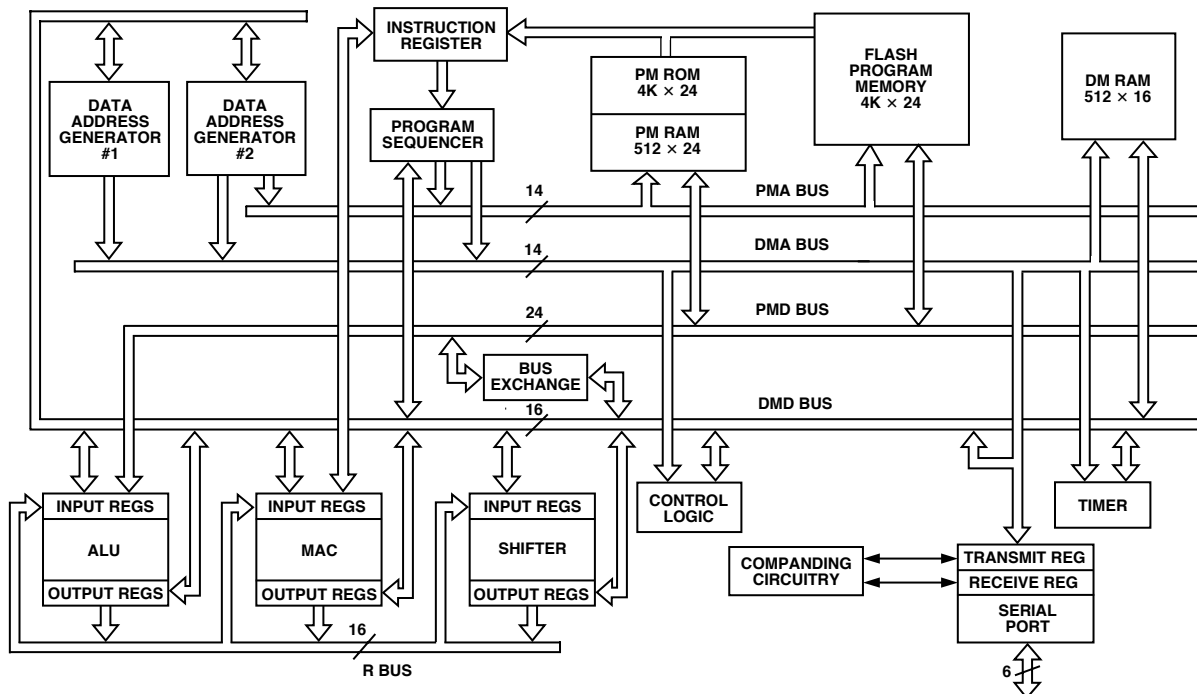 INSTRUCTION
REGISTER
PM ROM
4K × 24
PM RAM
512 × 24
FLASH
PROGRAM
MEMORY
4K × 24
DM RAM
512 × 16
DATA
ADDRESS
GENERATOR
#1
DATA
ADDRESS
GENERATOR
#2
PROGRAM
SEQUENCER
14
PMA BUS
14
DMA BUS
24
PMD BUS
BUS
EXCHANGE
16
DMD BUS
INPUT REGS
ALU
OUTPUT REGS
INPUT REGS
MAC
OUTPUT REGS
INPUT REGS
SHIFTER
OUTPUT REGS
CONTROL
LOGIC
TIMER
COMPANDING
CIRCUITRY
TRANSMIT REG
RECEIVE REG
SERIAL
PORT
16
R BUS
6